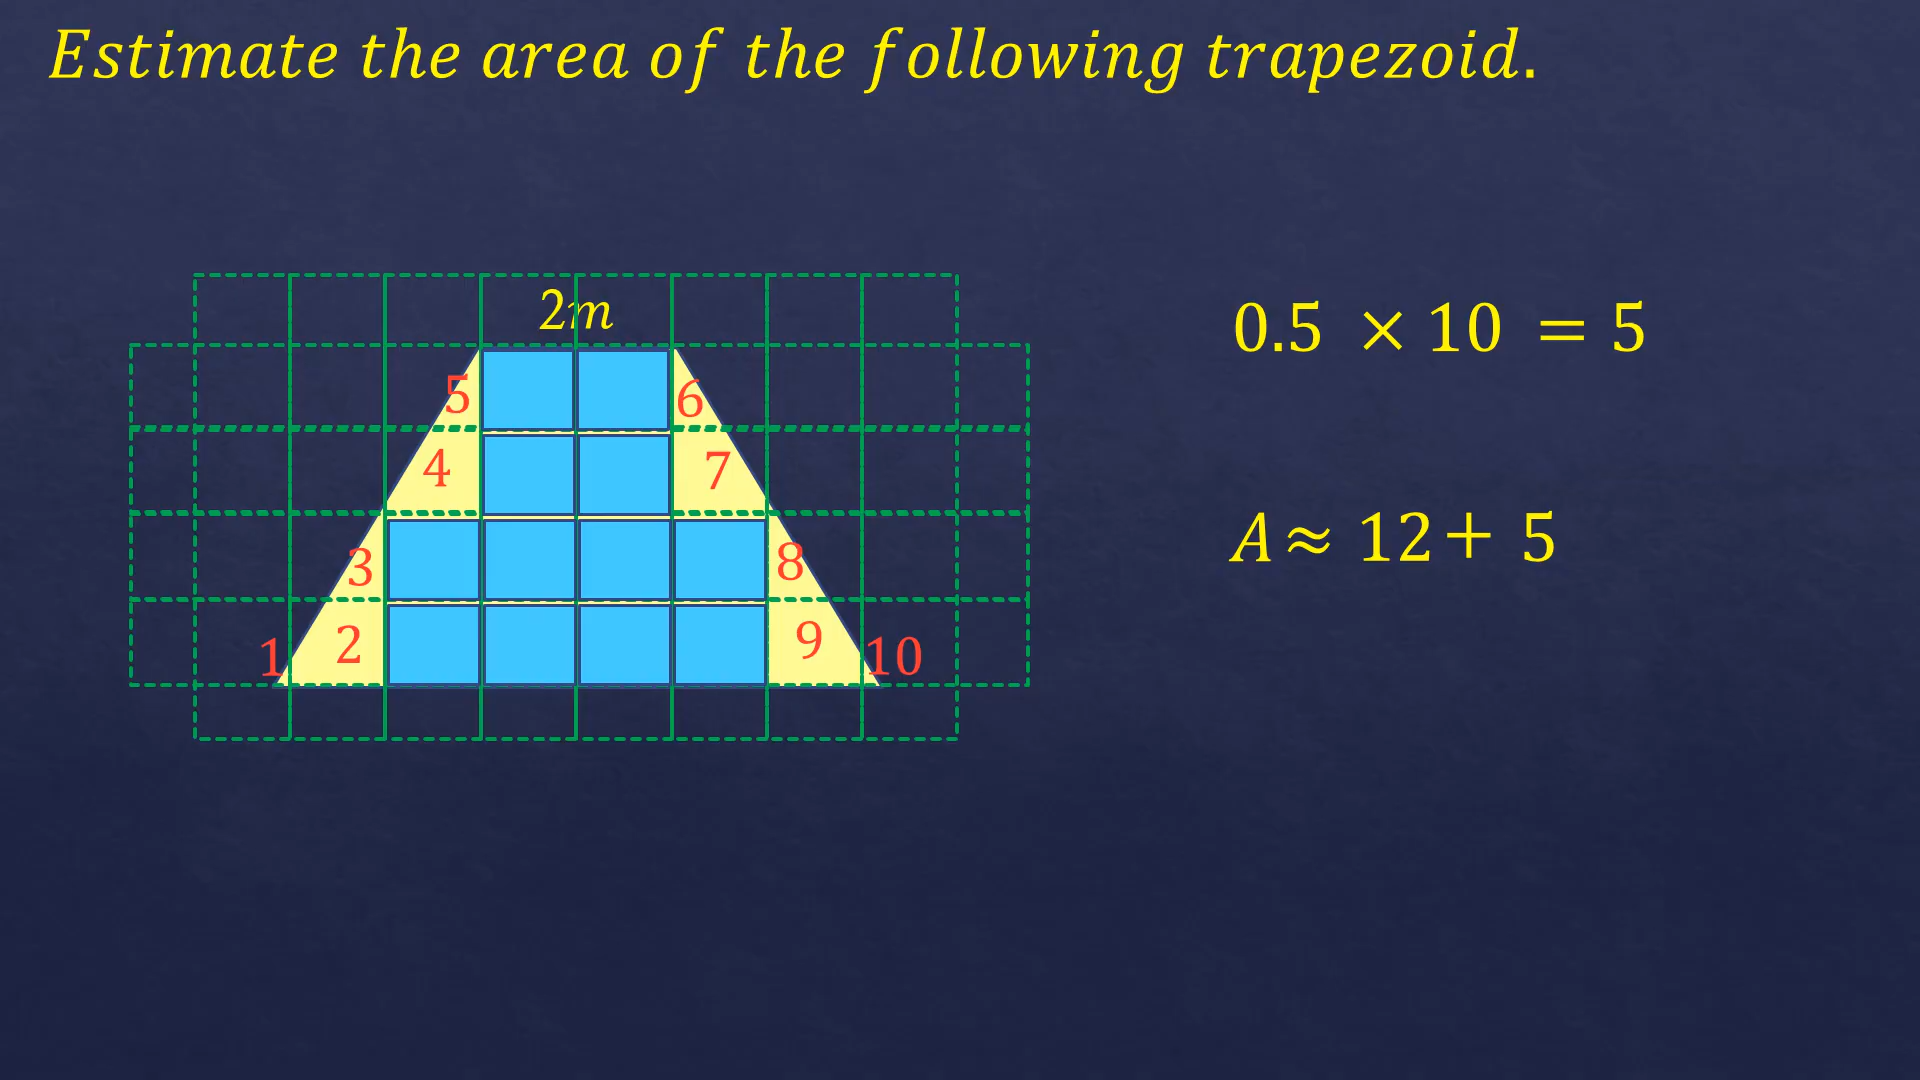 Estimate the area of the following trapezoid.
2m
0.5 × 10 = 5
5 6
4 7
A ≈ 12 + 5
3 8
1 2 9 10